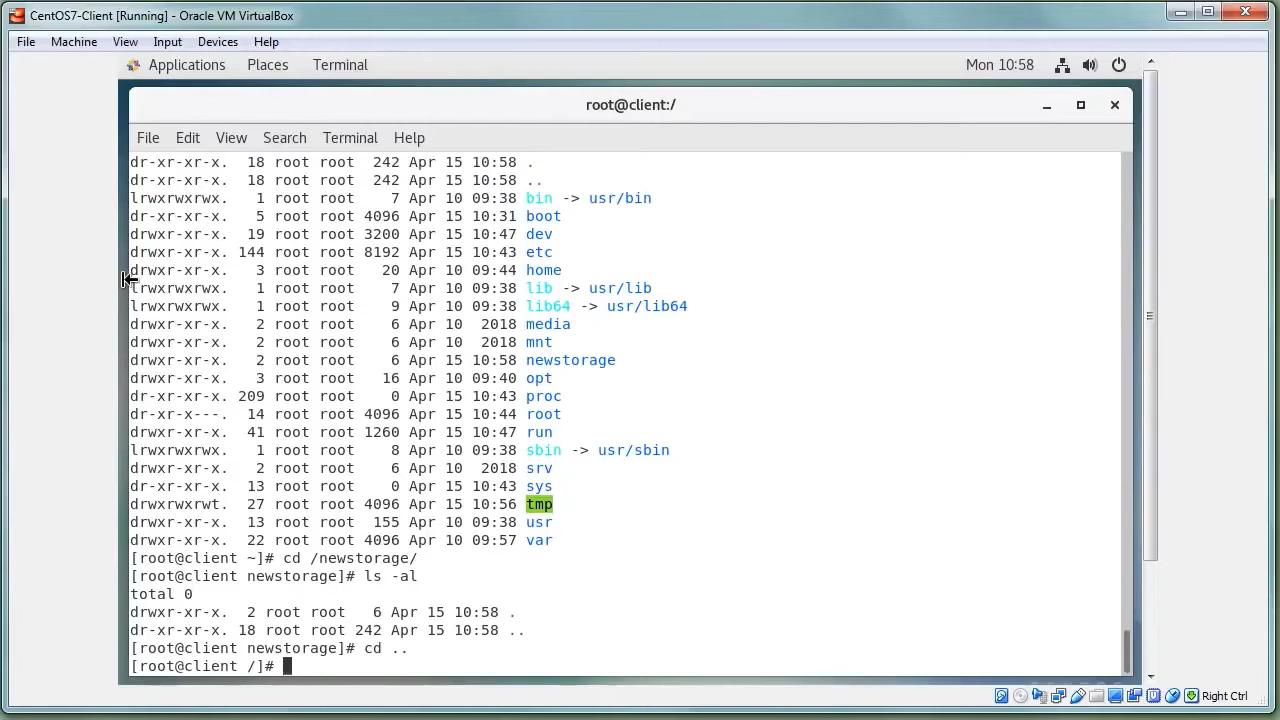 CentOS7-Client [Running] - Oracle VM VirtualBox
File Machine View Input Devices Help
Applications Places Terminal Mon 10:58
root@client:/
File Edit View Search Terminal Help
dr-xr-xr-x. 18 root root 242 Apr 15 10:58 .
dr-xr-xr-x. 18 root root 242 Apr 15 10:58 ..
lrwxrwxrwx. 1 root root 7 Apr 10 09:38 bin -> usr/bin
dr-xr-xr-x. 5 root root 4096 Apr 15 10:31 boot
drwxr-xr-x. 19 root root 3200 Apr 15 10:47 dev
drwxr-xr-x. 144 root root 8192 Apr 15 10:43 etc
drwxr-xr-x. 3 root root 20 Apr 10 09:44 home
lrwxrwxrwx. 1 root root 7 Apr 10 09:38 lib -> usr/lib
lrwxrwxrwx. 1 root root 9 Apr 10 09:38 lib64 -> usr/lib64
drwxr-xr-x. 2 root root 6 Apr 10 2018 media
drwxr-xr-x. 2 root root 6 Apr 10 2018 mnt
drwxr-xr-x. 2 root root 6 Apr 15 10:58 newstorage
drwxr-xr-x. 3 root root 16 Apr 10 09:40 opt
dr-xr-xr-x. 209 root root 0 Apr 15 10:43 proc
dr-xr-x---. 14 root root 4096 Apr 15 10:44 root
drwxr-xr-x. 41 root root 1260 Apr 15 10:47 run
lrwxrwxrwx. 1 root root 8 Apr 10 09:38 sbin -> usr/sbin
drwxr-xr-x. 2 root root 6 Apr 10 2018 srv
dr-xr-xr-x. 13 root root 0 Apr 15 10:43 sys
drwxrwxrwt. 27 root root 4096 Apr 15 10:56 tmp
drwxr-xr-x. 13 root root 155 Apr 10 09:38 usr
drwxr-xr-x. 22 root root 4096 Apr 10 09:57 var
[root@client ~]# cd /newstorage/
[root@client newstorage]# ls -al
total 0
drwxr-xr-x. 2 root root 6 Apr 15 10:58 .
dr-xr-xr-x. 18 root root 242 Apr 15 10:58 ..
[root@client newstorage]# cd ..
[root@client /]#
Right Ctrl